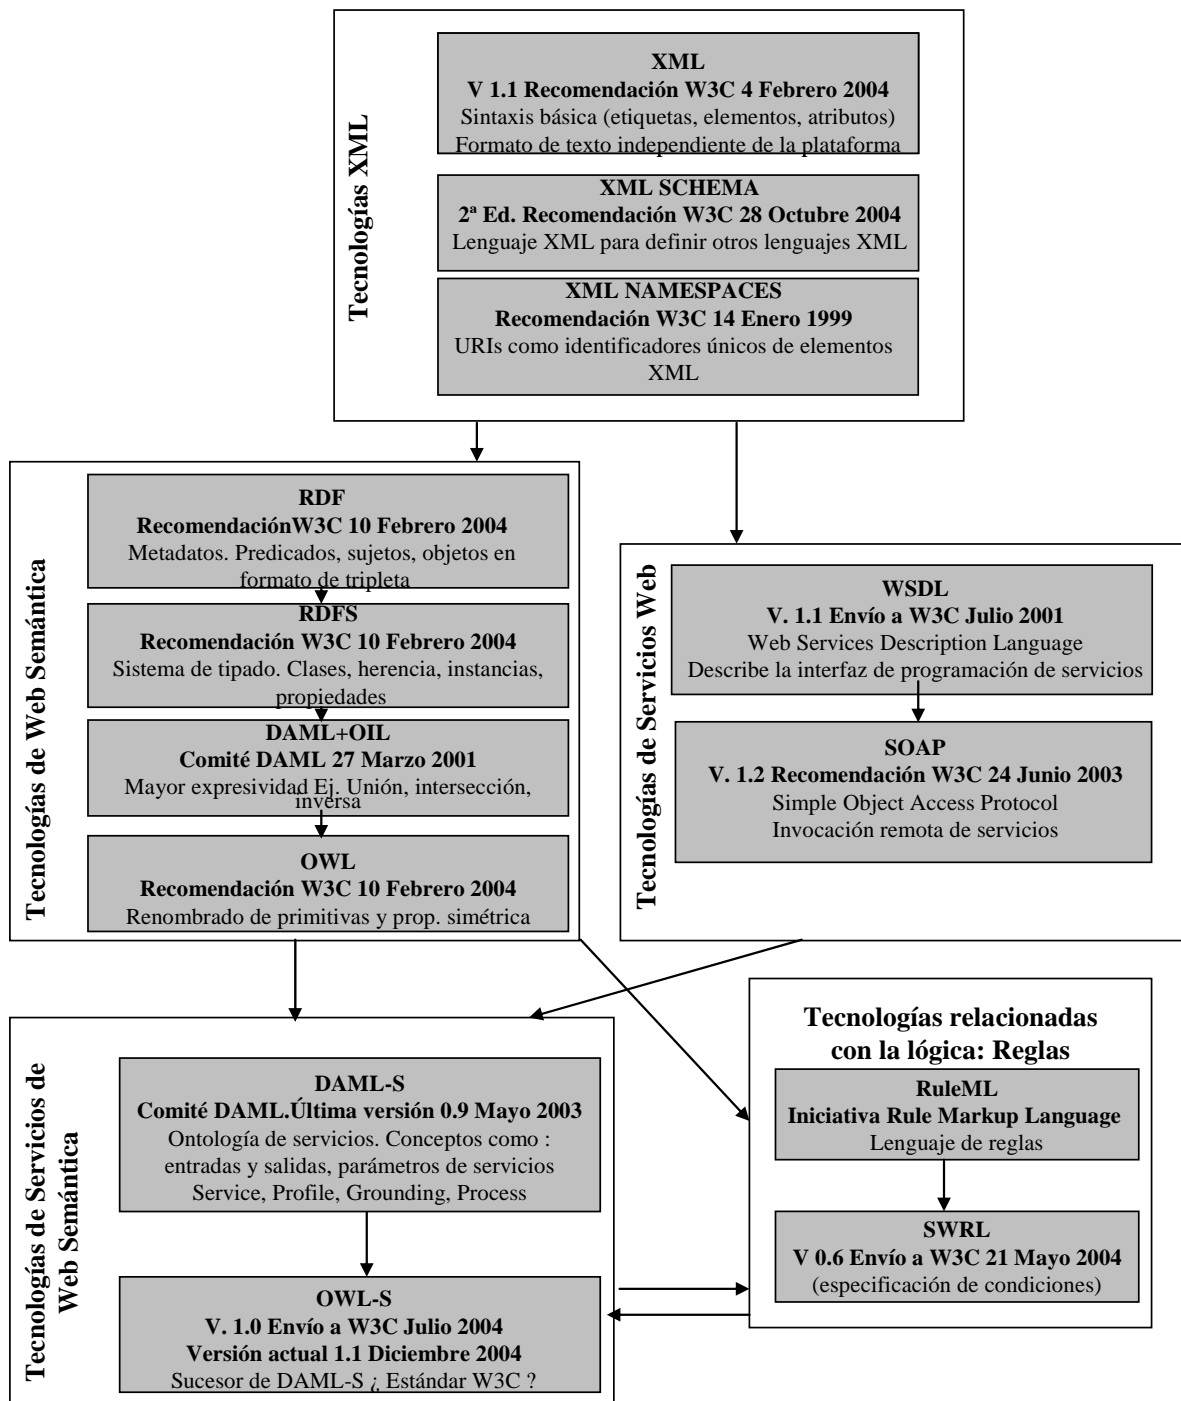 Tecnologías XML
XML
V 1.1 Recomendación W3C 4 Febrero 2004
Sintaxis básica (etiquetas, elementos, atributos)
Formato de texto independiente de la plataforma
XML SCHEMA
2ª Ed. Recomendación W3C 28 Octubre 2004
Lenguaje XML para definir otros lenguajes XML
XML NAMESPACES
Recomendación W3C 14 Enero 1999
URIs como identificadores únicos de elementos
XML
Tecnologías de Web Semántica
RDF
RecomendaciónW3C 10 Febrero 2004
Metadatos. Predicados, sujetos, objetos en
formato de tripleta
RDFS
Recomendación W3C 10 Febrero 2004
Sistema de tipado. Clases, herencia, instancias,
propiedades
DAML+OIL
Comité DAML 27 Marzo 2001
Mayor expresividad Ej. Unión, intersección,
inversa
OWL
Recomendación W3C 10 Febrero 2004
Renombrado de primitivas y prop. simétrica
Tecnologías de Servicios Web
WSDL
V. 1.1 Envío a W3C Julio 2001
Web Services Description Language
Describe la interfaz de programación de servicios
SOAP
V. 1.2 Recomendación W3C 24 Junio 2003
Simple Object Access Protocol
Invocación remota de servicios
Tecnologías de Servicios de
Web Semántica
DAML-S
Comité DAML.Última versión 0.9 Mayo 2003
Ontología de servicios. Conceptos como :
entradas y salidas, parámetros de servicios
Service, Profile, Grounding, Process
OWL-S
V. 1.0 Envío a W3C Julio 2004
Versión actual 1.1 Diciembre 2004
Sucesor de DAML-S ¿ Estándar W3C ?
Tecnologías relacionadas
con la lógica: Reglas
RuleML
Iniciativa Rule Markup Language
Lenguaje de reglas
SWRL
V 0.6 Envío a W3C 21 Mayo 2004
(especificación de condiciones)